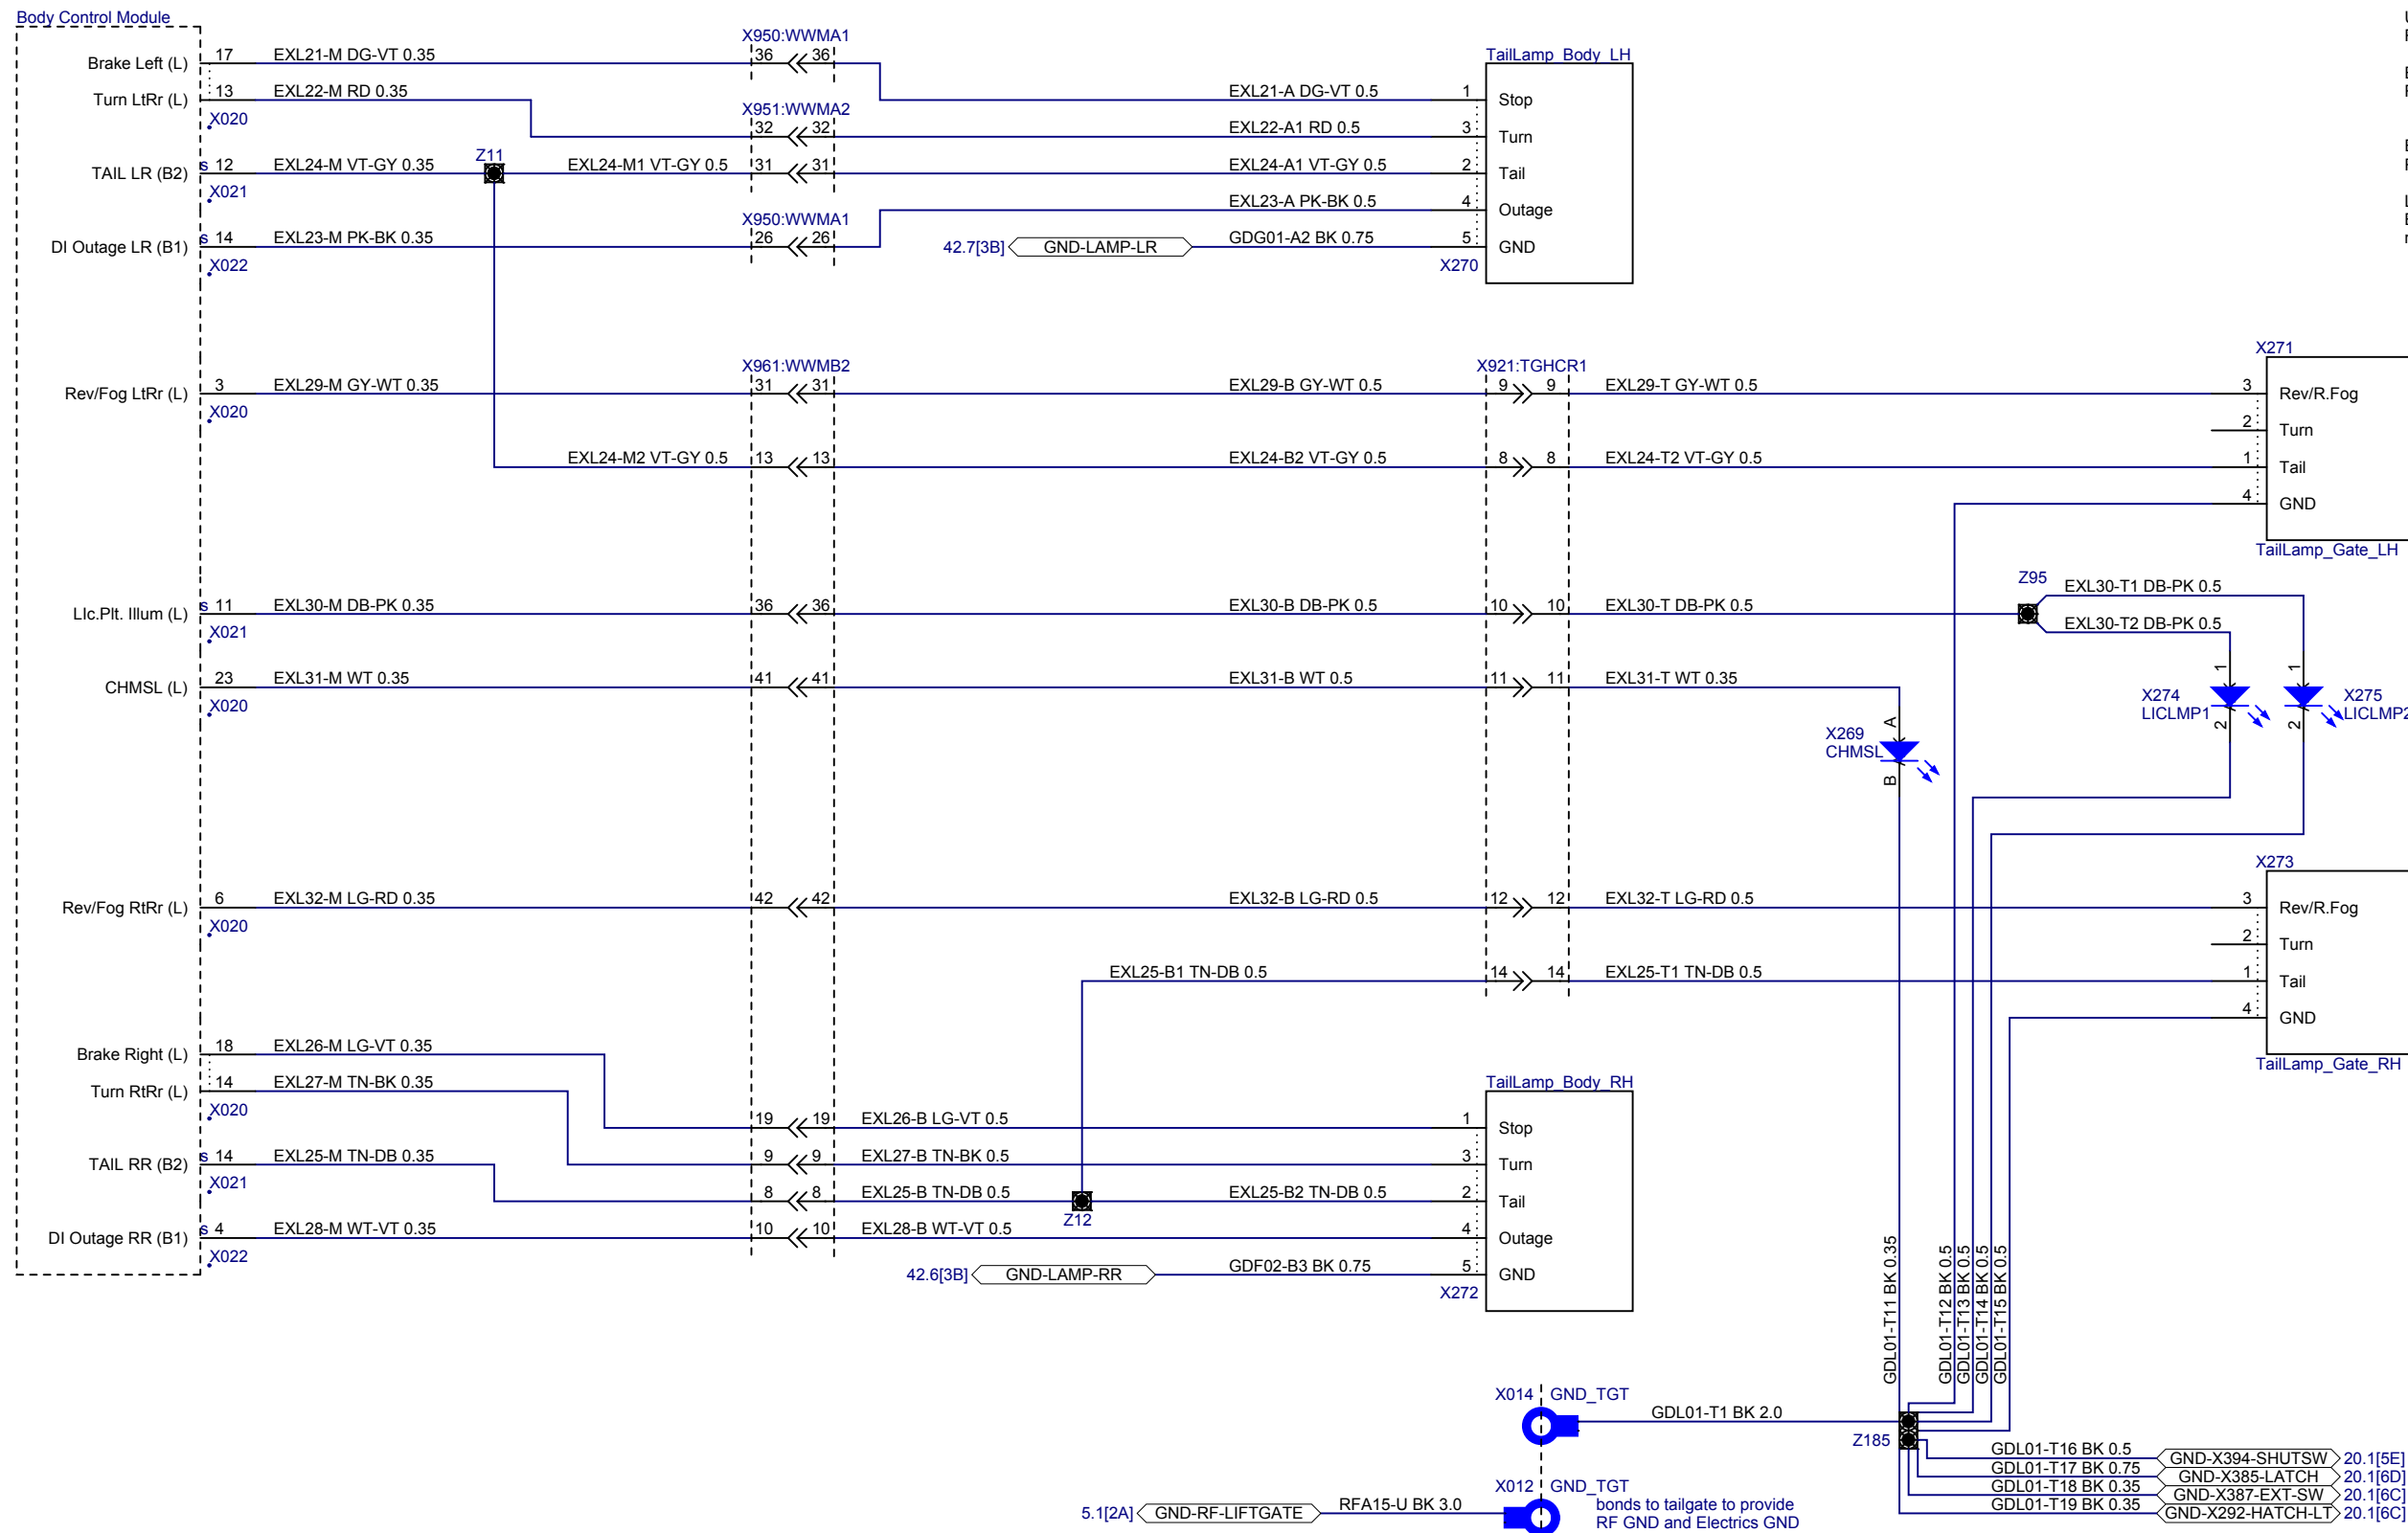 Body Control Module
Brake Left (L) 17 EXL21-M DG-VT 0.35
X950:WWMA1
36 36
TailLamp_Body_LH
Turn LtRr (L) 13 EXL22-M RD 0.35
X020
EXL21-A DG-VT 0.5 1 Stop
X951:WWMA2
32 32 EXL22-A1 RD 0.5 3 Turn
TAIL LR (B2) s 12 EXL24-M VT-GY 0.35 Z11 EXL24-M1 VT-GY 0.5 31 31 EXL24-A1 VT-GY 0.5 2 Tail
X021
EXL23-A PK-BK 0.5 4 Outage
X950:WWMA1
DI Outage LR (B1) s 14 EXL23-M PK-BK 0.35 26 26
X022
42.7[3B] GND-LAMP-LR GDG01-A2 BK 0.75 5 GND
X270
X271
X961:WWMB2
X921:TGHCR1
Rev/Fog LtRr (L) 3 EXL29-M GY-WT 0.35 31 31 EXL29-B GY-WT 0.5 9 9 EXL29-T GY-WT 0.5 3 Rev/R.Fog
X020
2 Turn
EXL24-M2 VT-GY 0.5 13 13 EXL24-B2 VT-GY 0.5 8 8 EXL24-T2 VT-GY 0.5 1 Tail
4 GND
TailLamp_Gate_LH
Z95 EXL30-T1 DB-PK 0.5
LIc.Plt. Illum (L) s 11 EXL30-M DB-PK 0.35 36 36 EXL30-B DB-PK 0.5 10 10 EXL30-T DB-PK 0.5
X021
EXL30-T2 DB-PK 0.5
CHMSL (L) 23 EXL31-M WT 0.35 41 41 EXL31-B WT 0.5 11 11 EXL31-T WT 0.35
X020
1 1
X274
LICLMP1
2 2
X275
LICLMP2
A
X269
CHMSL
B
X273
Rev/Fog RtRr (L) 6 EXL32-M LG-RD 0.35 42 42 EXL32-B LG-RD 0.5 12 12 EXL32-T LG-RD 0.5 3 Rev/R.Fog
X020
2 Turn
EXL25-B1 TN-DB 0.5 14 14 EXL25-T1 TN-DB 0.5 1 Tail
4 GND
TailLamp_Gate_RH
Brake Right (L) 18 EXL26-M LG-VT 0.35
Turn RtRr (L) 14 EXL27-M TN-BK 0.35
X020
TailLamp_Body_RH
19 19 EXL26-B LG-VT 0.5 1 Stop
TAIL RR (B2) s 14 EXL25-M TN-DB 0.35
X021
9 9 EXL27-B TN-BK 0.5 3 Turn
8 8 EXL25-B TN-DB 0.5 Z12 EXL25-B2 TN-DB 0.5 2 Tail
DI Outage RR (B1) s 4 EXL28-M WT-VT 0.35 10 10 EXL28-B WT-VT 0.5 4 Outage
X022
42.6[3B] GND-LAMP-RR GDF02-B3 BK 0.75 5 GND
X272
GDL01-T11 BK 0.35
GDL01-T12 BK 0.5
GDL01-T13 BK 0.5
GDL01-T14 BK 0.5
GDL01-T15 BK 0.5
X014 GND_TGT
GDL01-T1 BK 2.0
Z185
GDL01-T16 BK 0.5 GND-X394-SHUTSW 20.1[5E]
GDL01-T17 BK 0.75 GND-X385-LATCH 20.1[6D]
GDL01-T18 BK 0.35 GND-X387-EXT-SW 20.1[6C]
GDL01-T19 BK 0.35 GND-X292-HATCH-LT 20.1[6C]
X012 GND_TGT
5.1[2A] GND-RF-LIFTGATE RFA15-U BK 3.0
bonds to tailgate to provide
RF GND and Electrics GND